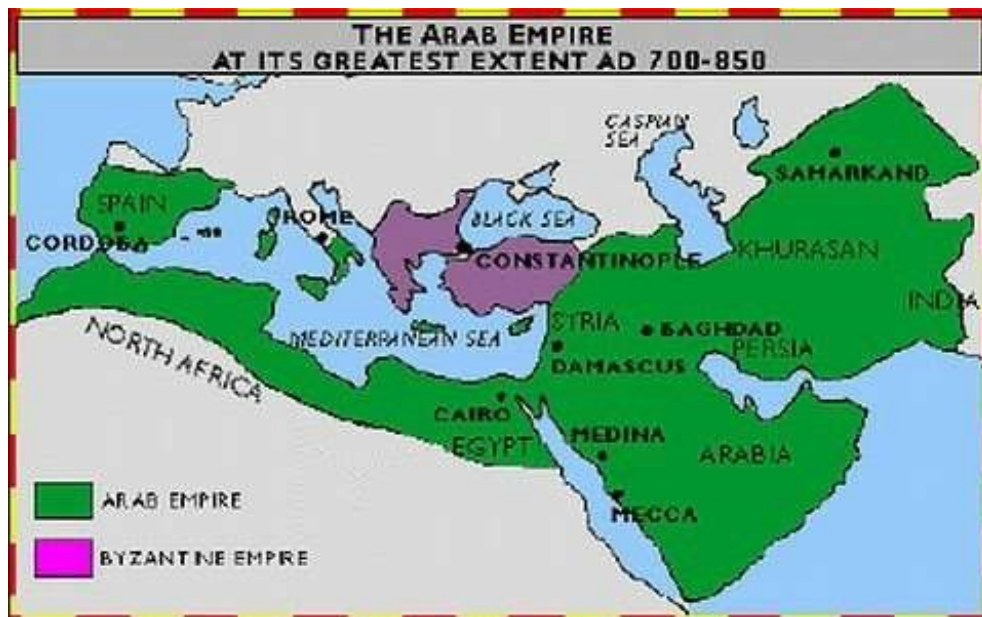 THE ARAB EMPIRE
AT ITS GREATEST EXTENT AD 700-850
CASPIAN
SEA
SAMARKAND
SPAIN
ROME
BLACK SEA
CORDOBA
CONSTANTINOPLE
KHURASAN
INDIA
SYRIA
BAGHDAD
MEDITERRANEAN SEA
PERSIA
DAMASCUS
NORTH AFRICA
CAIRO
EGYPT
MEDINA
ARABIA
MECCA
ARAB EMPIRE
BYZANTINE EMPIRE